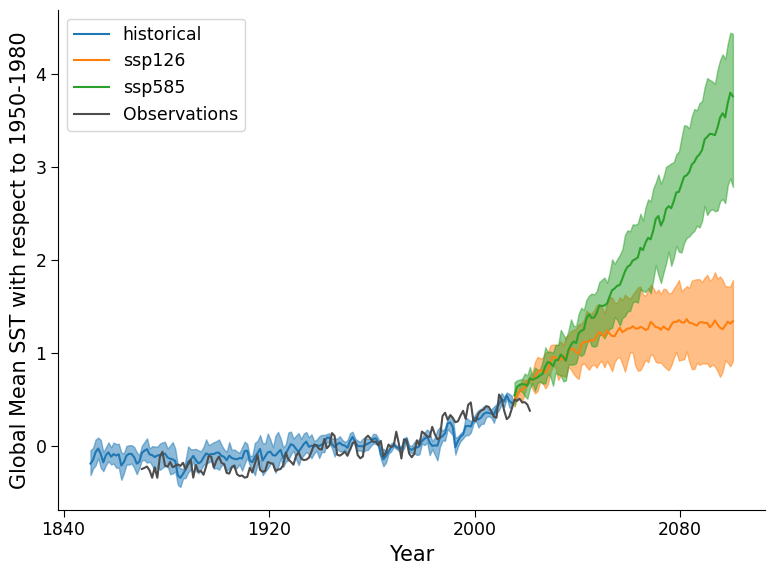 historical
ssp126
ssp585
Observations
Global Mean SST with respect to 1950-1980
4
3
2
1
0
1840
1920
2000
2080
Year